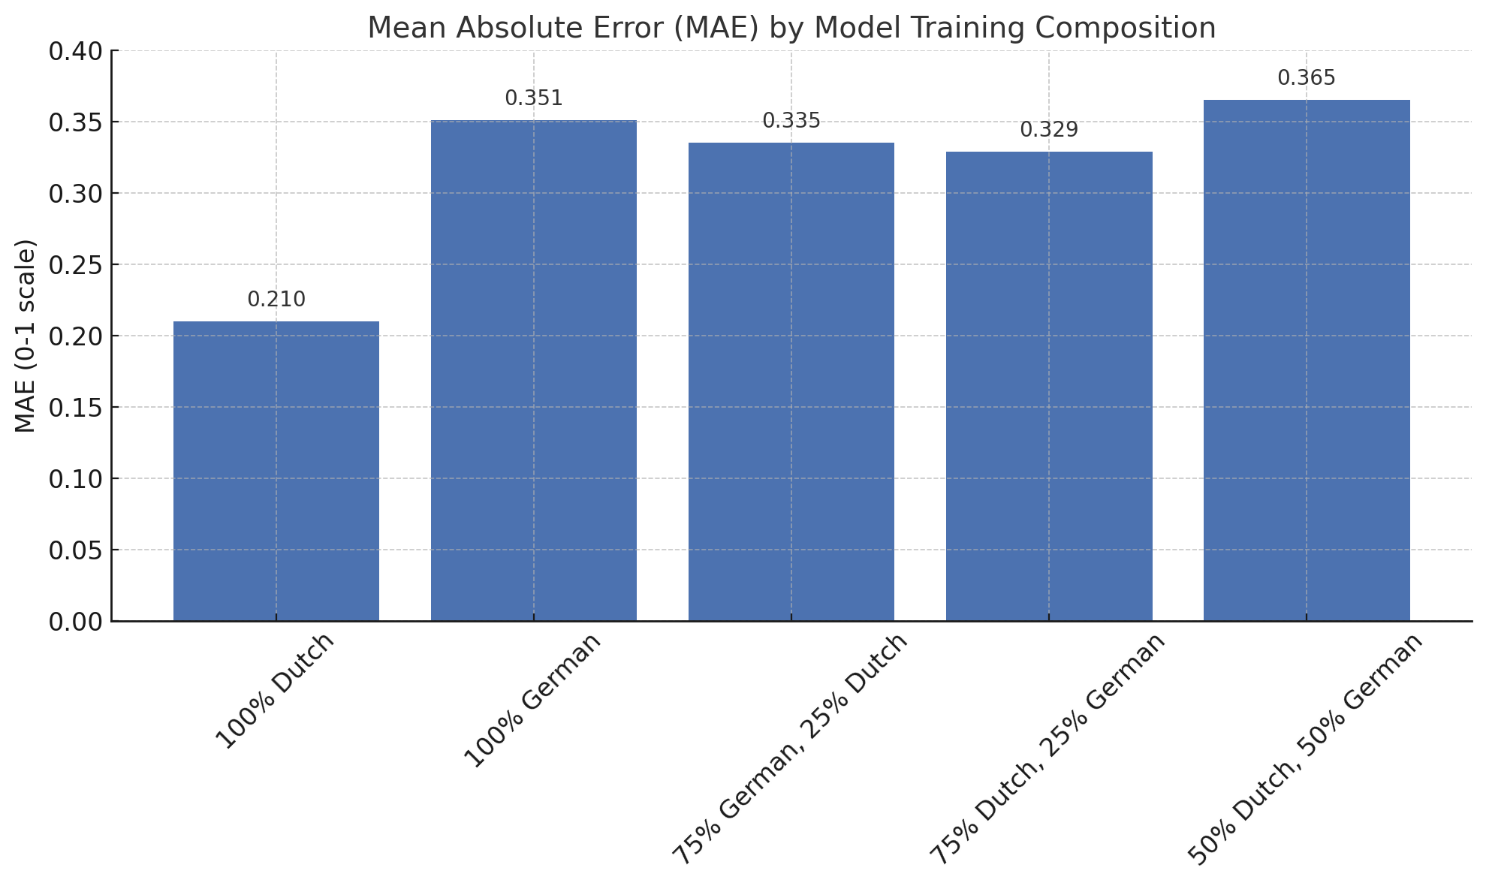 Mean Absolute Error (MAE) by Model Training Composition
MAE (0-1 scale)
0.40
0.35
0.30
0.25
0.20
0.15
0.10
0.05
0.00
0.210
0.351
0.335
0.329
0.365
100% Dutch
100% German
75% German, 25% Dutch
75% Dutch, 25% German
50% Dutch, 50% German